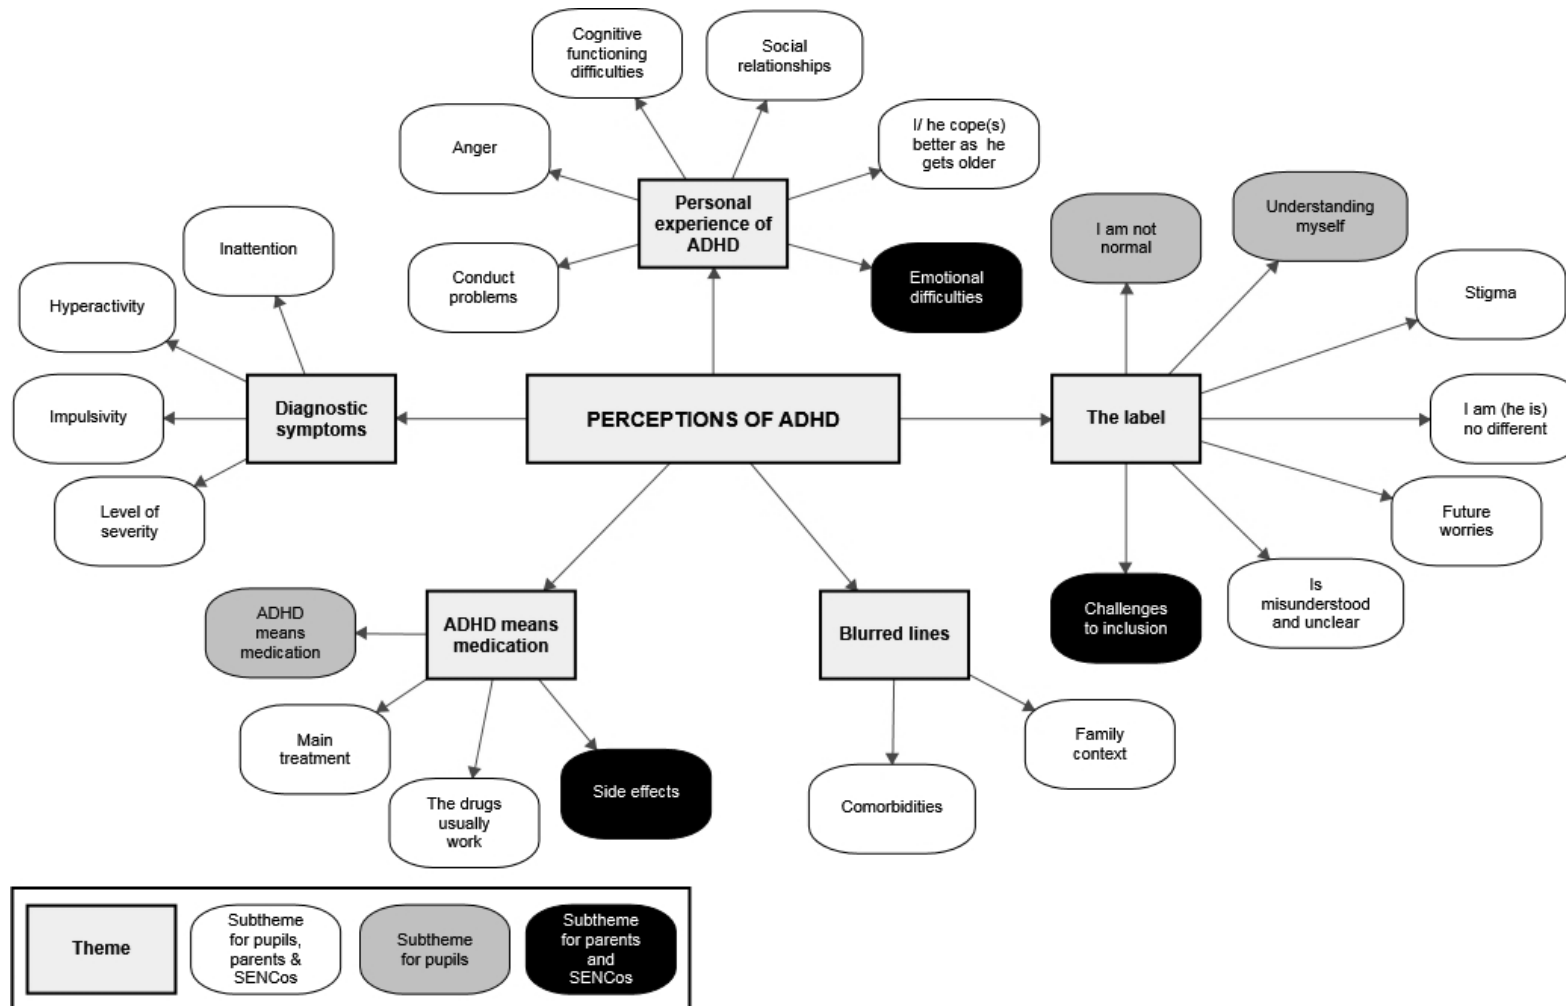 Cognitive
functioning
difficulties
Social
relationships
Anger
I/ he cope(s)
better as he
gets older
Personal
experience of
ADHD
Conduct
problems
Emotional
difficulties
Inattention
Hyperactivity
Impulsivity
Level of
severity
Diagnostic
symptoms
PERCEPTIONS OF ADHD
The label
I am not
normal
Understanding
myself
Stigma
I am (he is)
no different
Future
worries
Is
misunderstood
and unclear
Challenges
to inclusion
ADHD
means
medication
ADHD means
medication
Main
treatment
The drugs
usually
work
Side effects
Blurred lines
Family
context
Comorbidities
Theme
Subtheme
for pupils,
parents &
SENCos
Subtheme
for pupils
Subtheme
for parents
and
SENCos